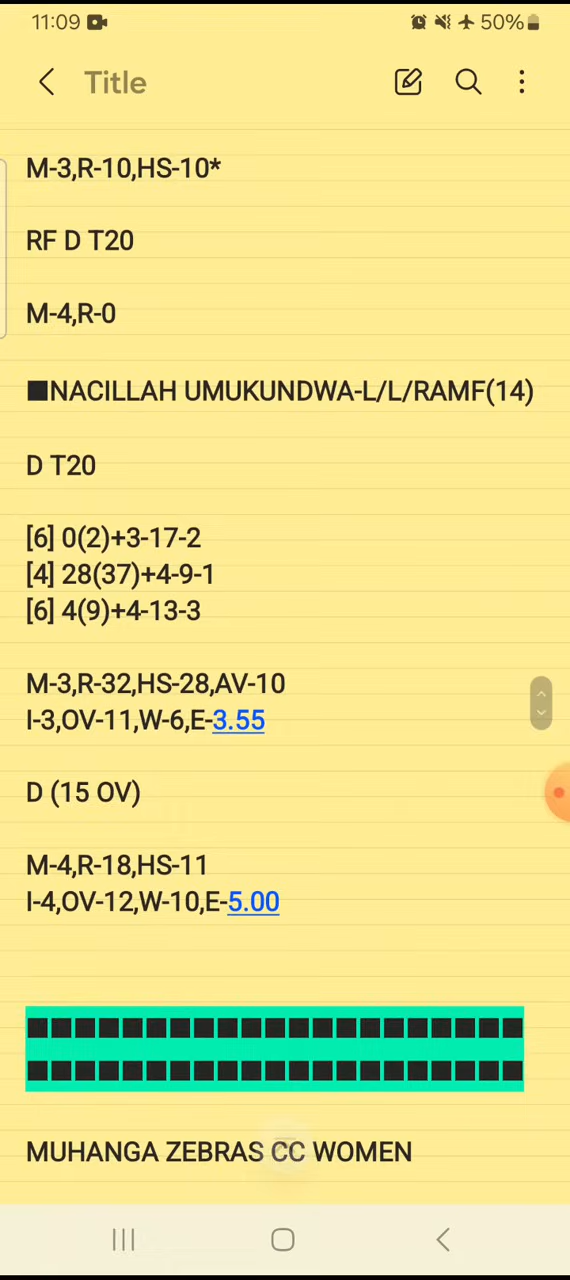 11:09 50%
Title
M-3,R-10,HS-10*
RF D T20
M-4,R-0
■NACILLAH UMUKUNDWA-L/L/RAMF(14)
D T20
[6] 0(2)+3-17-2
[4] 28(37)+4-9-1
[6] 4(9)+4-13-3
M-3,R-32,HS-28,AV-10
I-3,OV-11,W-6,E-3.55
D (15 OV)
M-4,R-18,HS-11
I-4,OV-12,W-10,E-5.00
■■■■■■■■■■■■■■■■■■■■■
■■■■■■■■■■■■■■■■■■■■■
MUHANGA ZEBRAS CC WOMEN